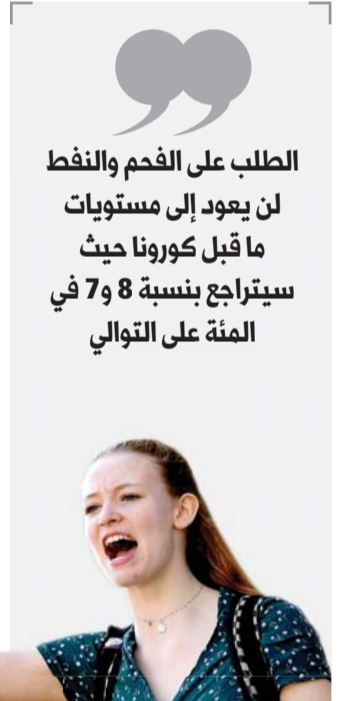 الطلب على الفحم والنفط
لن يعود إلى مستويات
ما قبل كورونا حيث
سيتراجع بنسبة 8 و7 في
المئة على التوالي